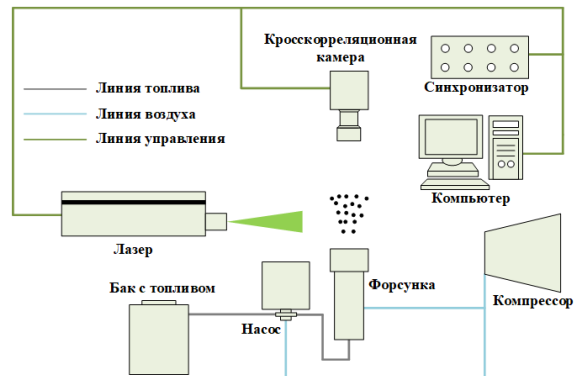 Кросскорреляционная
камера
Синхронизатор
Линия топлива
Линия воздуха
Линия управления
Компьютер
Лазер
Бак с топливом
Насос
Форсунка
Компрессор